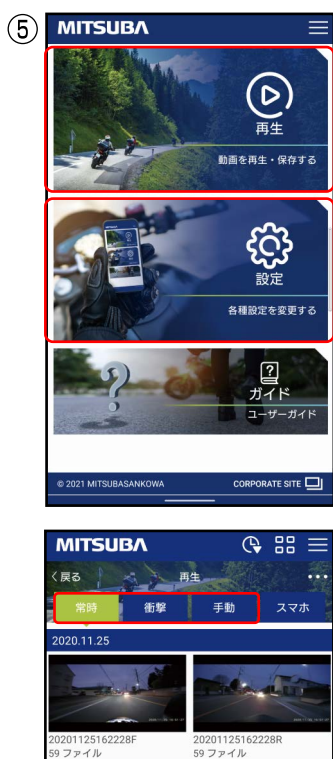 ⑤
MITSUBA
再生
動画を再生・保存する
設定
各種設定を変更する
ガイド
ユーザーガイド
© 2021 MITSUBASANKOWA
CORPORATE SITE
MITSUBA
〈戻る
再生
常時
衝撃
手動
スマホ
2020.11.25
20201125162228F
20201125162228R
59 ファイル
59 ファイル